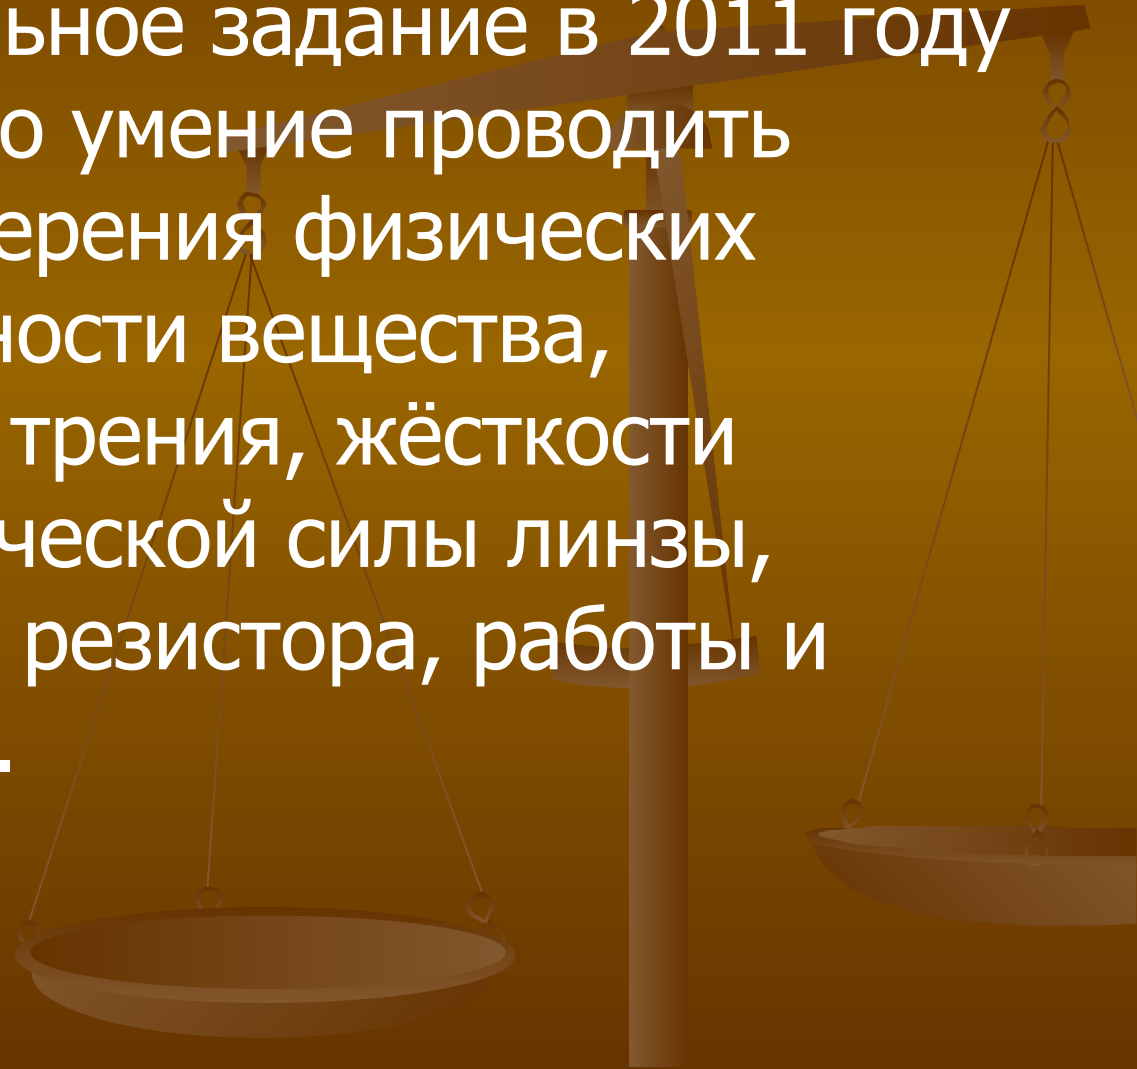 ьное задание в 2011 году
о умение проводить
ерения физических
ности вещества,
трения, жёсткости
ческой силы линзы,
резистора, работы и
.